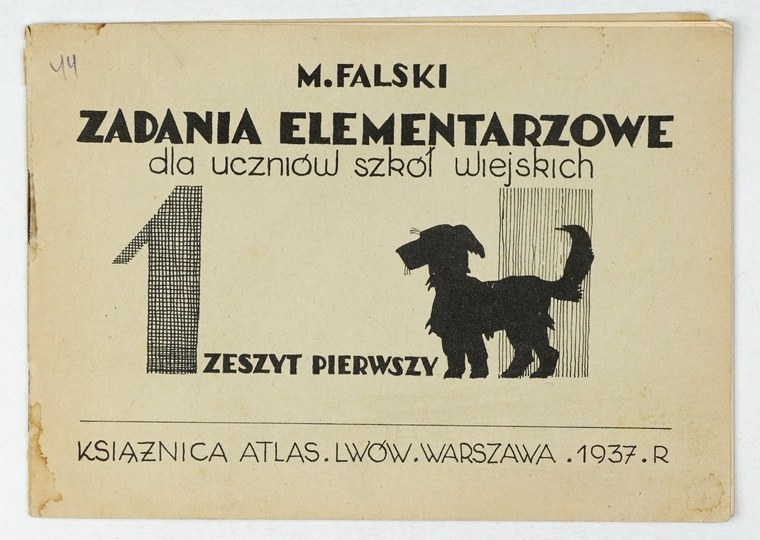 44
M. FALSKI
ZADANIA ELEMENTARZOWE
dla uczniów szkół wiejskich
1
ZESZYT PIERWSZY
KSIĄŻNICA ATLAS. LWÓW. WARSZAWA . 1937. R